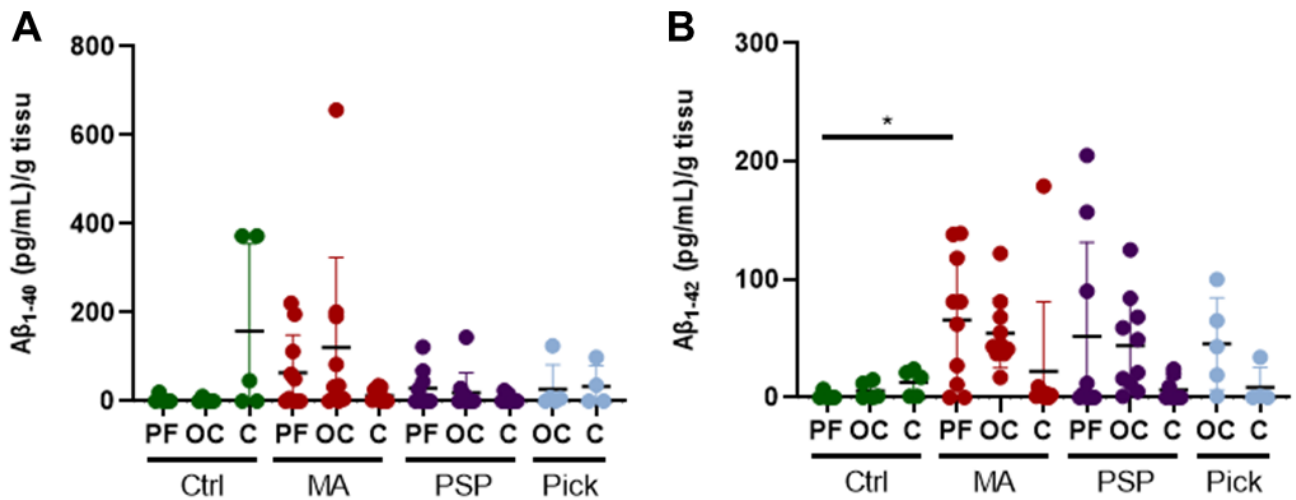 A
Aβ1-40 (pg/mL)/g tissu
800
600
400
200
0
PF OC C PF OC C PF OC C OC C
Ctrl MA PSP Pick
B
Aβ1-42 (pg/mL)/g tissu
300
200
100
0
*
PF OC C PF OC C PF OC C OC C
Ctrl MA PSP Pick